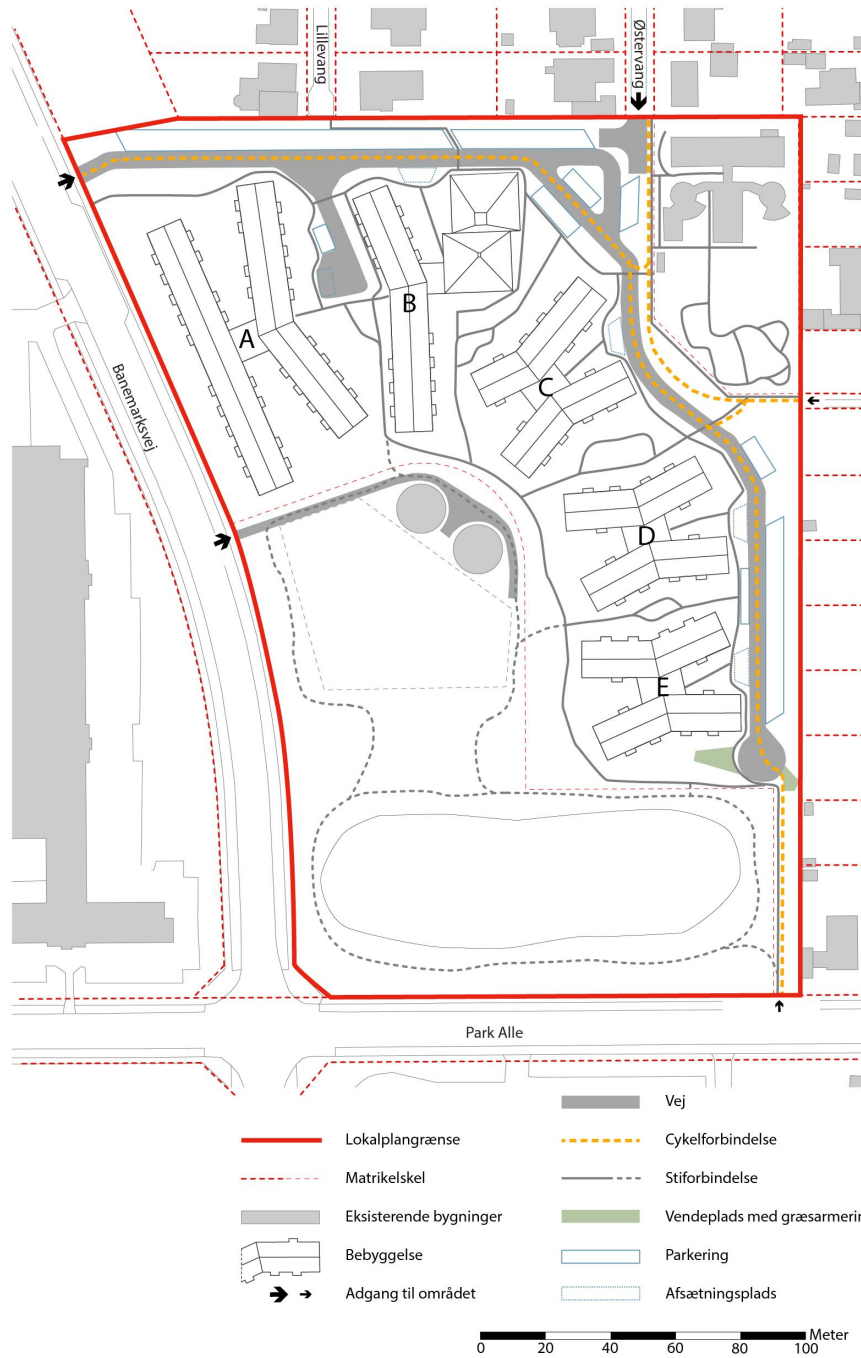 Lillevang
Østervang
Banemarksvej
A
B
C
D
E
Park Alle
Lokalplangrænse
Matrikelskel
Eksisterende bygninger
Bebyggelse
Adgang til området
Vej
Cykelforbindelse
Stiforbindelse
Vendeplads med græsarmerin
Parkering
Afsætningsplads
Meter
0 20 40 60 80 100